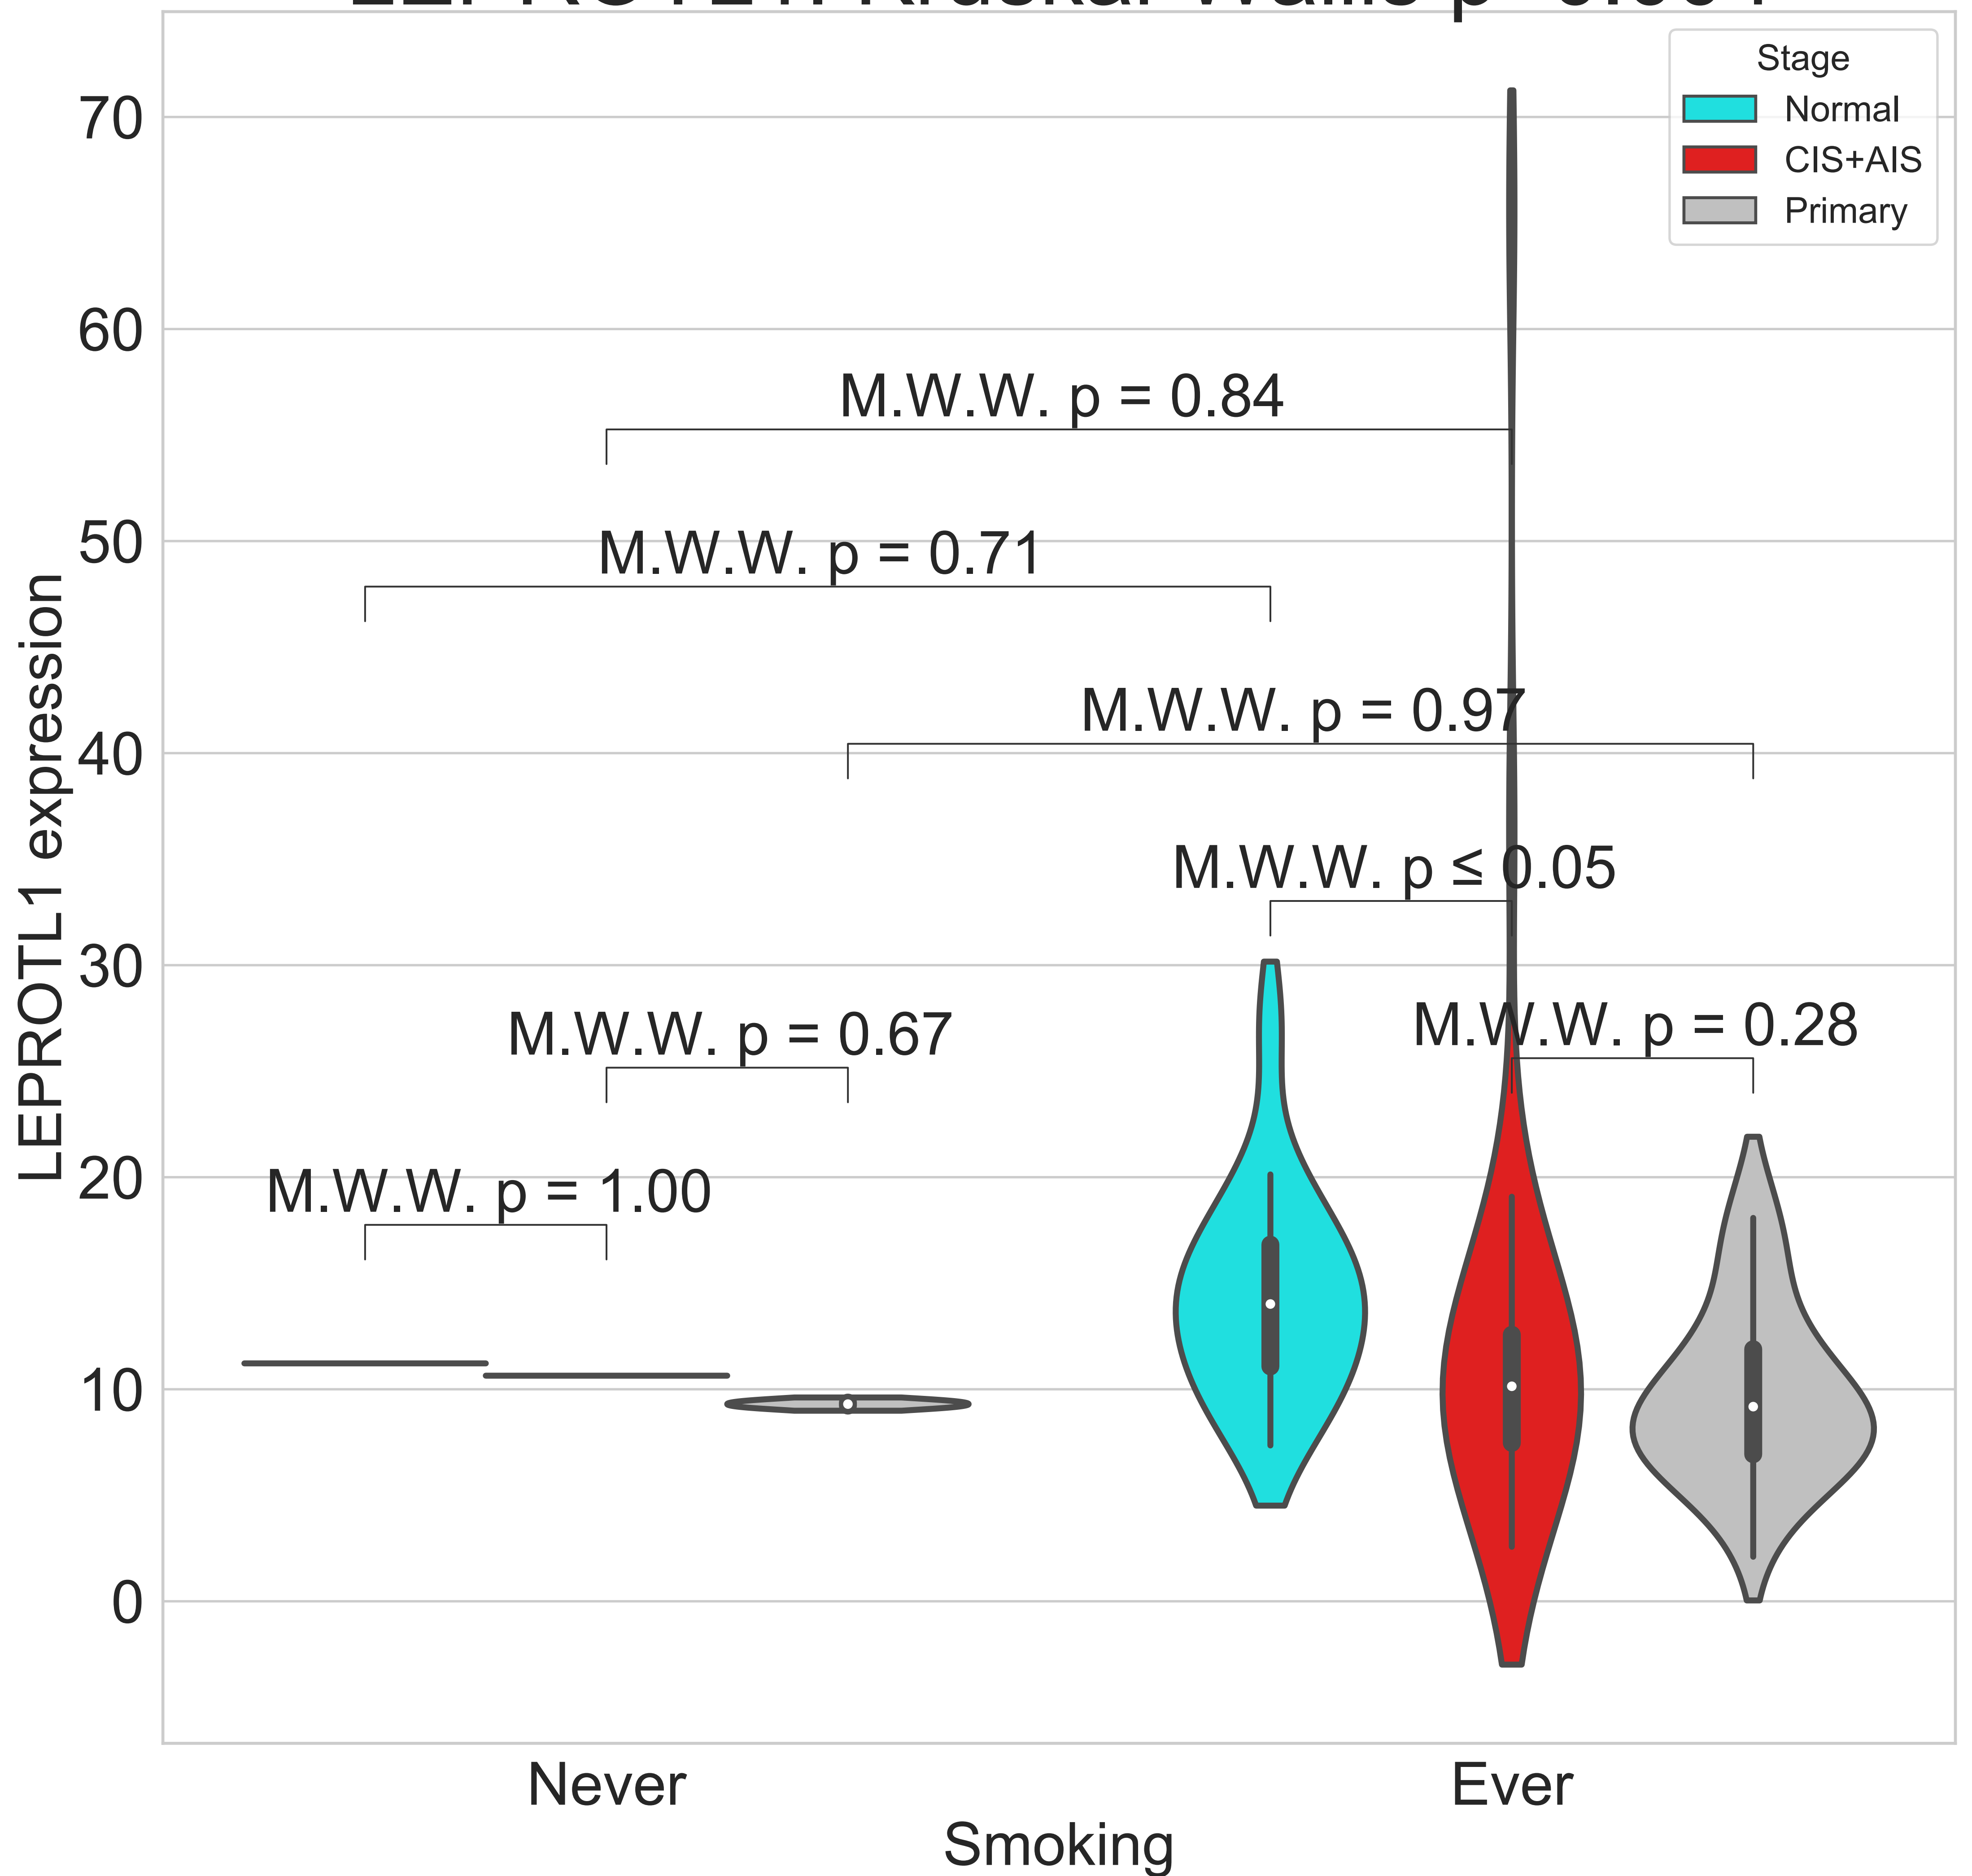 Stage
Normal
CIS+AIS
Primary
70
60
50
40
30
20
10
0
LEPROTL1 expression
M.W.W. p = 0.84
M.W.W. p = 0.71
M.W.W. p = 0.97
M.W.W. p ≤ 0.05
M.W.W. p = 0.28
M.W.W. p = 0.67
M.W.W. p = 1.00
Never
Ever
Smoking